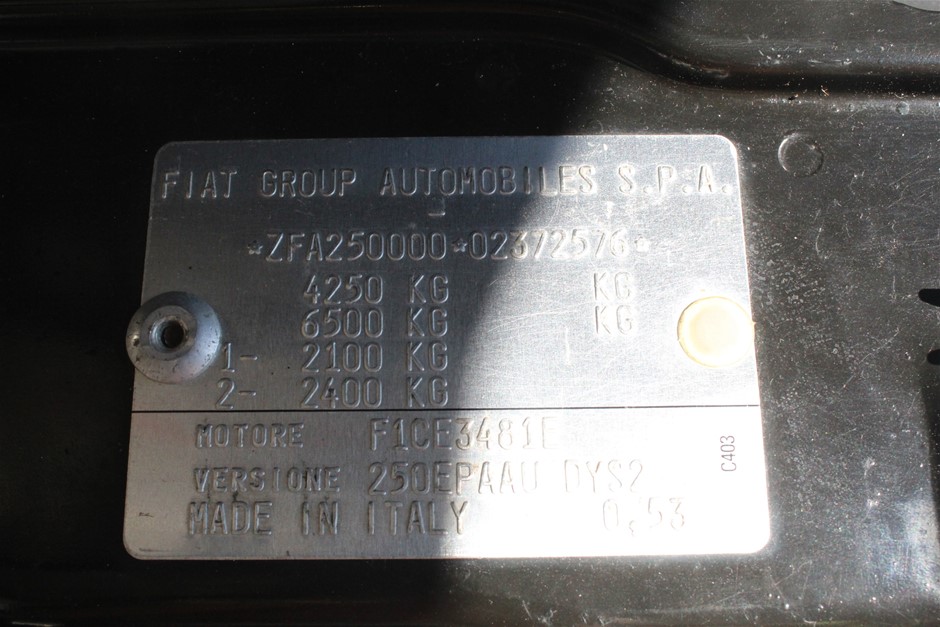 FIAT GROUP AUTOMOBILES S.P.A.
*ZFA250000*02372576*
4250 KG KG
6500 KG KG
1- 2100 KG
2- 2400 KG
MOTORE F1CE3481E
VERSIONE 250EPAAU DYS2
MADE IN ITALY 0,53
C403